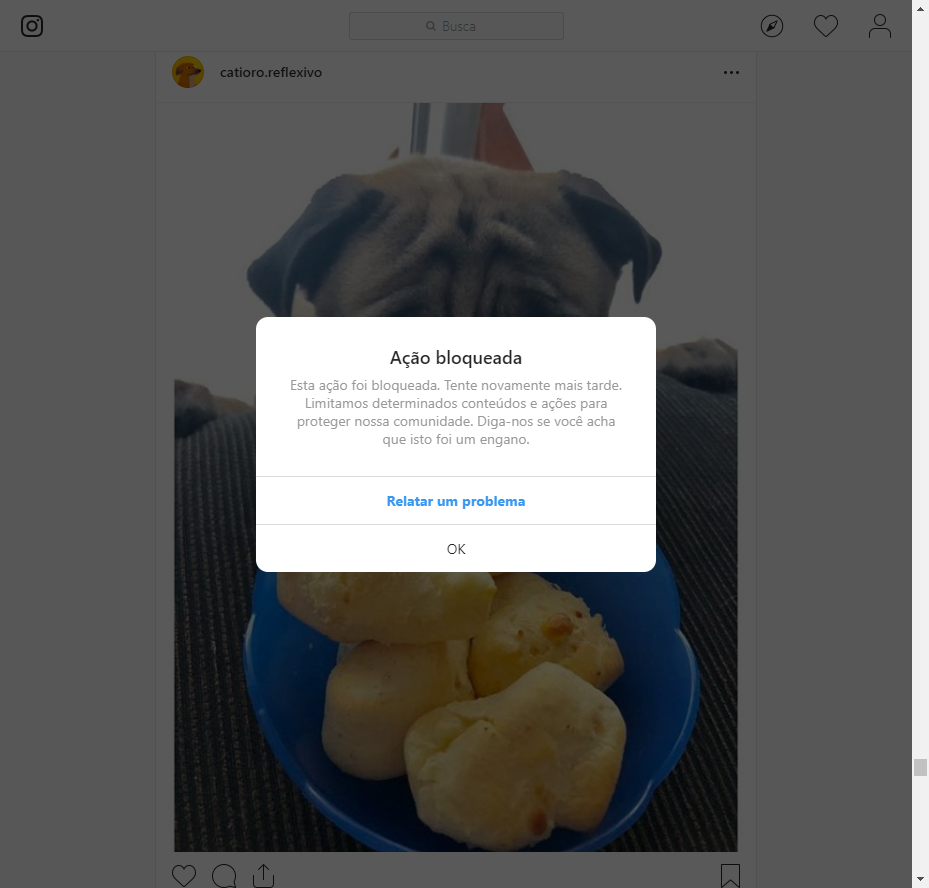 Busca
catioro.reflexivo
Ação bloqueada
Esta ação foi bloqueada. Tente novamente mais tarde.
Limitamos determinados conteúdos e ações para
proteger nossa comunidade. Diga-nos se você acha
que isto foi um engano.
Relatar um problema
OK